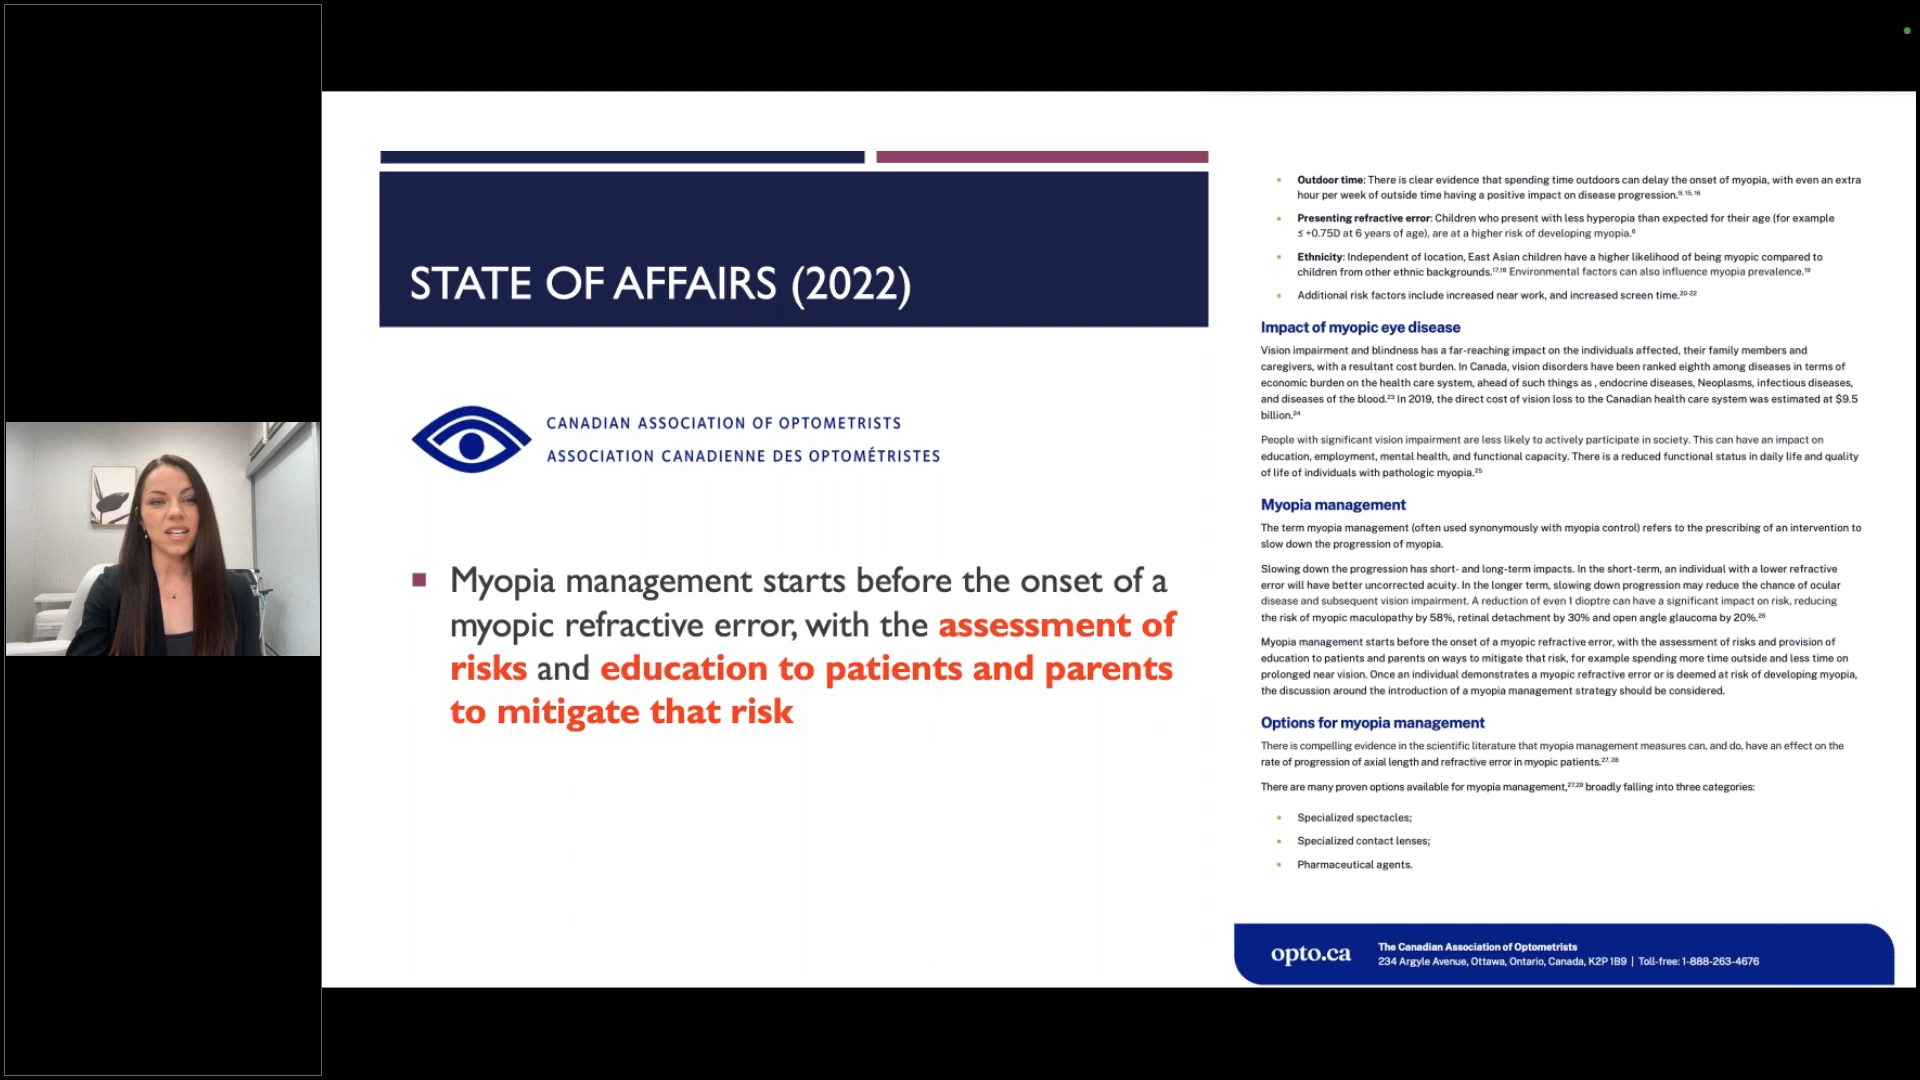 STATE OF AFFAIRS (2022)
CANADIAN ASSOCIATION OF OPTOMETRISTS
ASSOCIATION CANADIENNE DES OPTOMÉTRISTES
Myopia management starts before the onset of a
myopic refractive error, with the assessment of
risks and education to patients and parents
to mitigate that risk
Outdoor time: There is clear evidence that spending time outdoors can delay the onset of myopia, with even an extra
hour per week of outside time having a positive impact on disease progression.9, 15, 16
Presenting refractive error: Children who present with less hyperopia than expected for their age (for example
≤ +0.75D at 6 years of age), are at a higher risk of developing myopia.6
Ethnicity: Independent of location, East Asian children have a higher likelihood of being myopic compared to
children from other ethnic backgrounds.17,18 Environmental factors can also influence myopia prevalence.19
Additional risk factors include increased near work, and increased screen time.20-22
Impact of myopic eye disease
Vision impairment and blindness has a far-reaching impact on the individuals affected, their family members and
caregivers, with a resultant cost burden. In Canada, vision disorders have been ranked eighth among diseases in terms of
economic burden on the health care system, ahead of such things as , endocrine diseases, Neoplasms, infectious diseases,
and diseases of the blood.23 In 2019, the direct cost of vision loss to the Canadian health care system was estimated at $9.5
billion.24
People with significant vision impairment are less likely to actively participate in society. This can have an impact on
education, employment, mental health, and functional capacity. There is a reduced functional status in daily life and quality
of life of individuals with pathologic myopia.25
Myopia management
The term myopia management (often used synonymously with myopia control) refers to the prescribing of an intervention to
slow down the progression of myopia.
Slowing down the progression has short- and long-term impacts. In the short-term, an individual with a lower refractive
error will have better uncorrected acuity. In the longer term, slowing down progression may reduce the chance of ocular
disease and subsequent vision impairment. A reduction of even 1 dioptre can have a significant impact on risk, reducing
the risk of myopic maculopathy by 58%, retinal detachment by 30% and open angle glaucoma by 20%.26
Myopia management starts before the onset of a myopic refractive error, with the assessment of risks and provision of
education to patients and parents on ways to mitigate that risk, for example spending more time outside and less time on
prolonged near vision. Once an individual demonstrates a myopic refractive error or is deemed at risk of developing myopia,
the discussion around the introduction of a myopia management strategy should be considered.
Options for myopia management
There is compelling evidence in the scientific literature that myopia management measures can, and do, have an effect on the
rate of progression of axial length and refractive error in myopic patients.27, 28
There are many proven options available for myopia management,27,29 broadly falling into three categories:
Specialized spectacles;
Specialized contact lenses;
Pharmaceutical agents.
opto.ca
The Canadian Association of Optometrists
234 Argyle Avenue, Ottawa, Ontario, Canada, K2P 1B9 | Toll-free: 1-888-263-4676